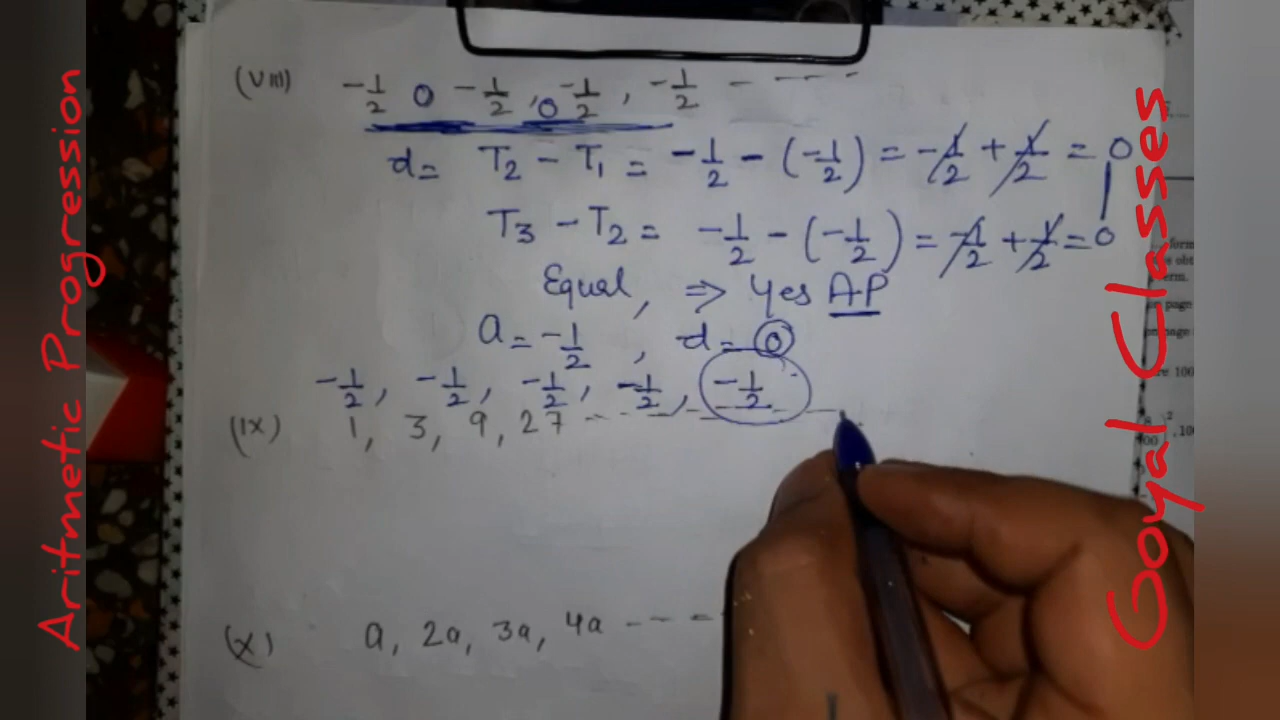 Aritmetic Progression
(VIII) -1/2 0 -1/2, 0 -1/2, -1/2 - - - - -
d = T2 - T1 = -1/2 - (-1/2) = -1/2 + 1/2 = 0
T3 - T2 = -1/2 - (-1/2) = -1/2 + 1/2 = 0
Equal, ⇒ Yes AP
a = -1/2, d = 0
-1/2, -1/2, -1/2, -1/2, -1/2
(IX) 1, 3, 9, 27 - - - - - -
(X) a, 2a, 3a, 4a - - -
Goyal Classes